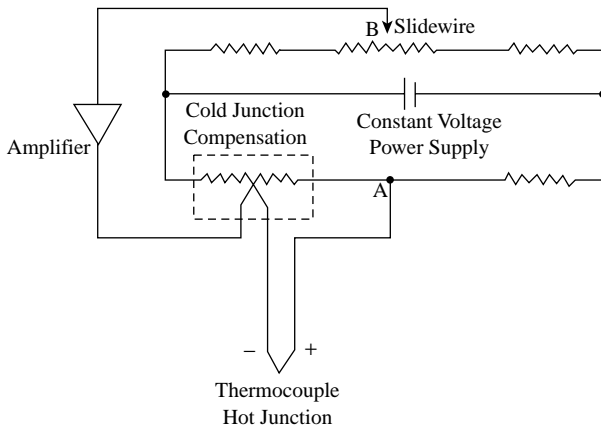 B Slidewire
Cold Junction
Compensation
Constant Voltage
Power Supply
Amplifier
A
− +
Thermocouple
Hot Junction